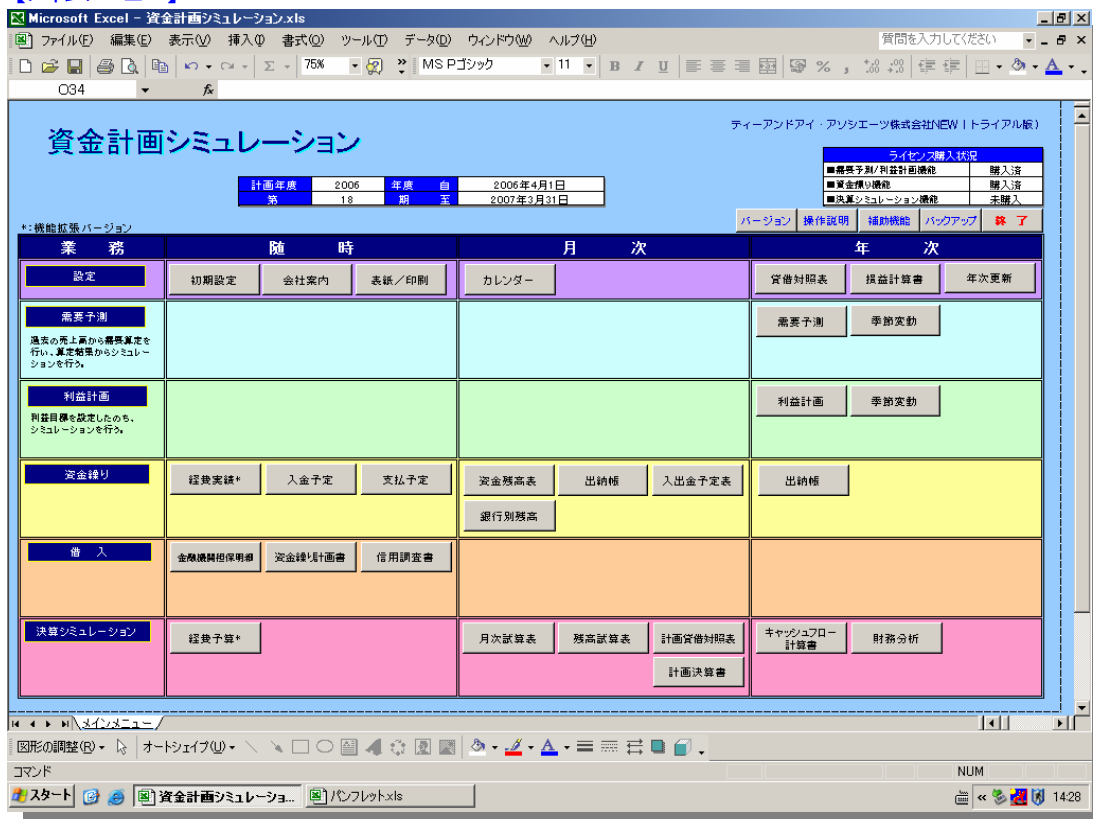 Microsoft Excel - 資金計画シミュレーション.xls
ファイル(F) 編集(E) 表示(V) 挿入(I) 書式(O) ツール(T) データ(D) ウィンドウ(W) ヘルプ(H) 質問を入力してください
75% MS Pゴシック 11 B I U
O34 fx
ティーアンドアイ・アソシエーツ株式会社NEW！トライアル版）
資金計画シミュレーション
ライセンス購入状況
■需要予測/利益計画機能 購入済
■資金繰り機能 購入済
■決算シミュレーション機能 未購入
計画年度 2006 年度 自 2006年4月1日
第 18 期 至 2007年3月31日
バージョン 操作説明 補助機能 バックアップ 終 了
*:機能拡張バージョン
業 務 随 時 月 次 年 次
設定 初期設定 会社案内 表紙／印刷 カレンダー 貸借対照表 損益計算書 年次更新
需要予測 需要予測 季節変動
過去の売上高から需要算定を
行い、算定結果からシミュレー
ションを行う。
利益計画 利益計画 季節変動
利益目標を設定したのち、
シミュレーションを行う。
資金繰り 経費実績* 入金予定 支払予定 資金残高表 出納帳 入出金予定表 出納帳
銀行別残高
借 入 金融機関担保明細 資金繰り計画書 信用調査書
決算シミュレーション 経費予算* 月次試算表 残高試算表 計画貸借対照表 キャッシュフロー計算書 財務分析
計画決算書
メインメニュー
図形の調整(R) オートシェイプ(U)
コマンド NUM
スタート 資金計画シミュレーショ... パンフレット.xls 14:28